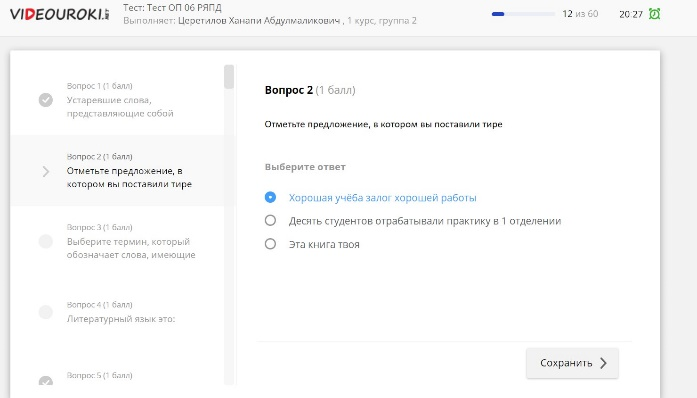 VIDEOUROKI.NET
Тест: Тест ОП 06 РЯПД
Выполняет: Церетилов Ханапи Абдулмаликович , 1 курс, группа 2
12 из 60
20:27
Вопрос 1 (1 балл)
Устаревшие слова,
представляющие собой
Вопрос 2 (1 балл)
Отметьте предложение, в
котором вы поставили тире
Вопрос 3 (1 балл)
Выберите термин, который
обозначает слова, имеющие
Вопрос 4 (1 балл)
Литературный язык это:
Вопрос 5 (1 балл)
Вопрос 2 (1 балл)
Отметьте предложение, в котором вы поставили тире
Выберите ответ
Хорошая учёба залог хорошей работы
Десять студентов отрабатывали практику в 1 отделении
Эта книга твоя
Сохранить